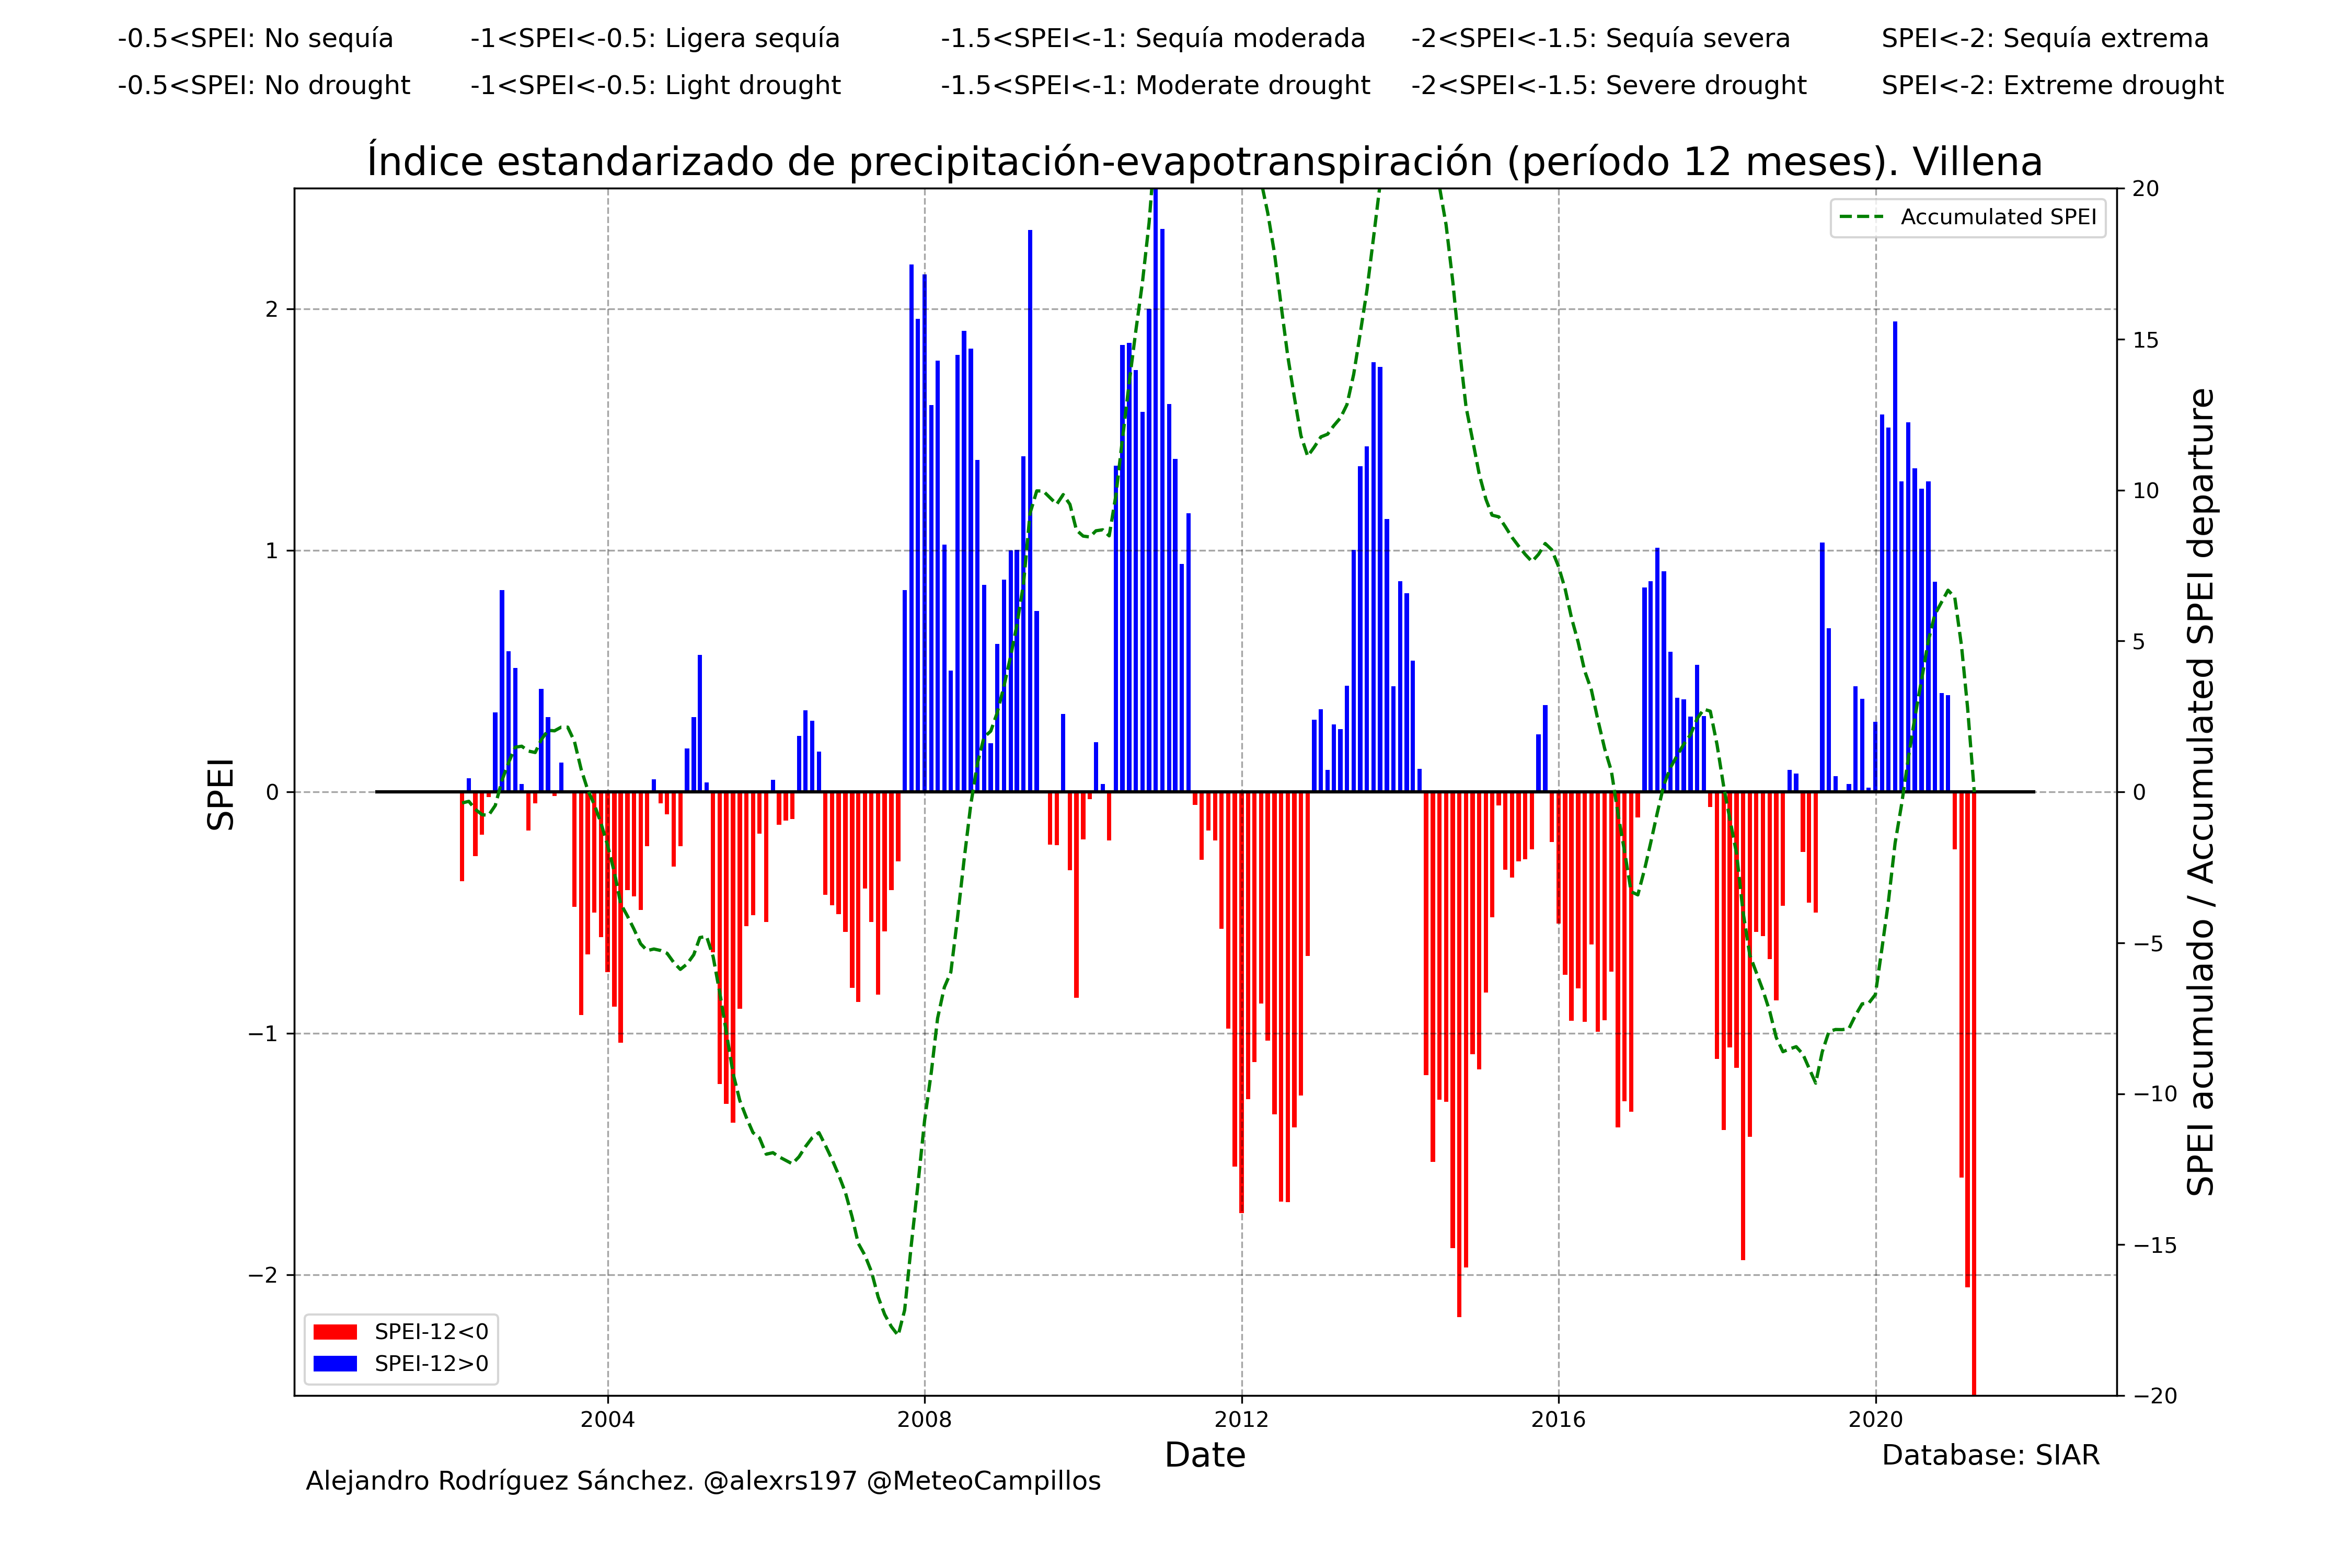 -0.5<SPEI: No sequía -1<SPEI<-0.5: Ligera sequía -1.5<SPEI<-1: Sequía moderada -2<SPEI<-1.5: Sequía severa SPEI<-2: Sequía extrema
-0.5<SPEI: No drought -1<SPEI<-0.5: Light drought -1.5<SPEI<-1: Moderate drought -2<SPEI<-1.5: Severe drought SPEI<-2: Extreme drought
Índice estandarizado de precipitación-evapotranspiración (período 12 meses). Villena
Accumulated SPEI
SPEI
2
1
0
−1
−2
20
15
10
5
0
−5
−10
−15
−20
SPEI acumulado / Accumulated SPEI departure
SPEI-12<0
SPEI-12>0
2004 2008 2012 2016 2020
Date
Database: SIAR
Alejandro Rodríguez Sánchez. @alexrs197 @MeteoCampillos